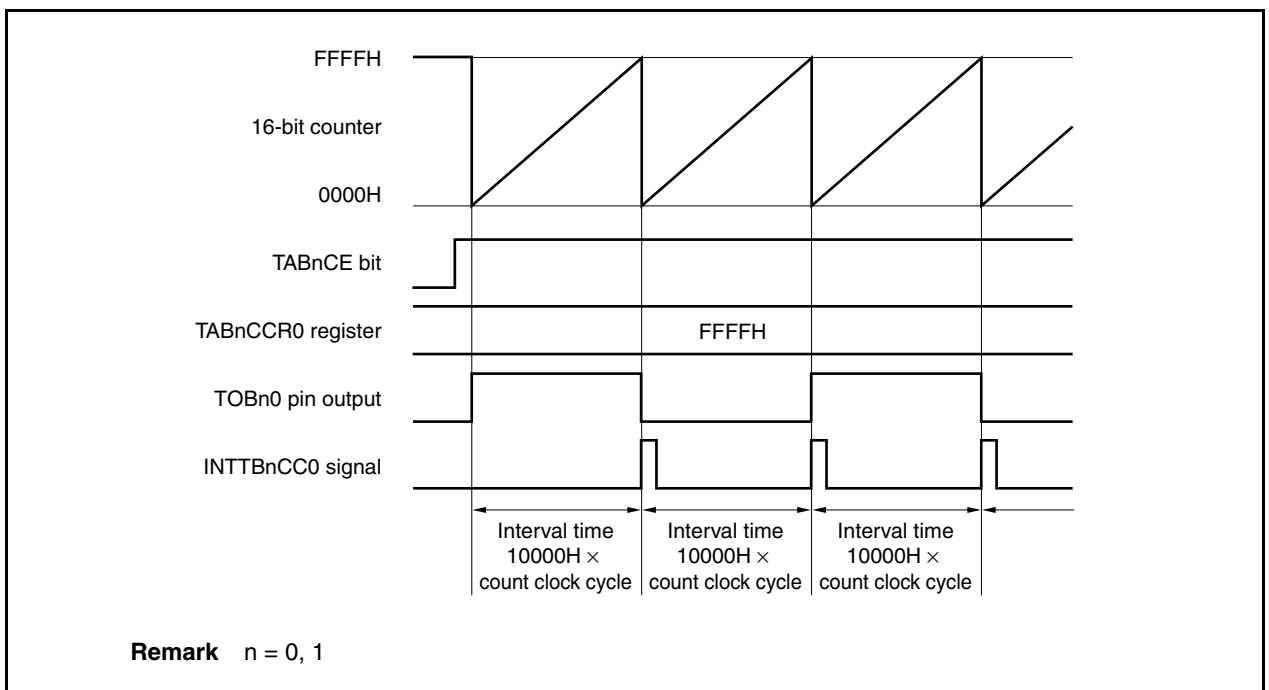 FFFFH
16-bit counter
0000H
TABnCE bit
TABnCCR0 register
FFFFH
TOBn0 pin output
INTTBnCC0 signal
Interval time
10000H ×
count clock cycle
Interval time
10000H ×
count clock cycle
Interval time
10000H ×
count clock cycle
Remark n = 0, 1